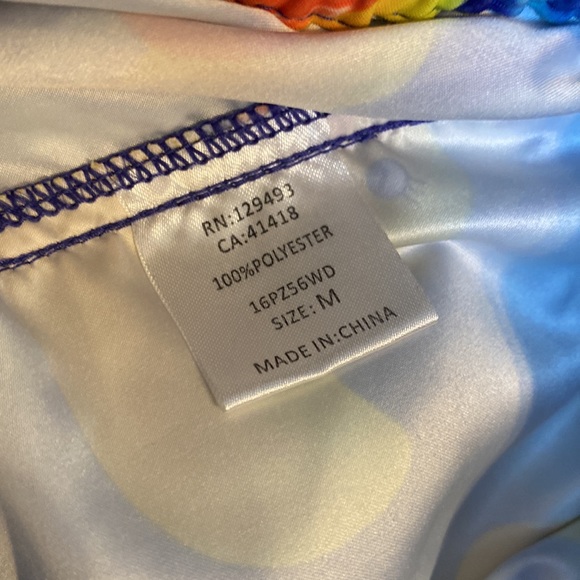 RN:129493
CA:41418
100%POLYESTER
16PZ56WD
SIZE: M
MADE IN:CHINA